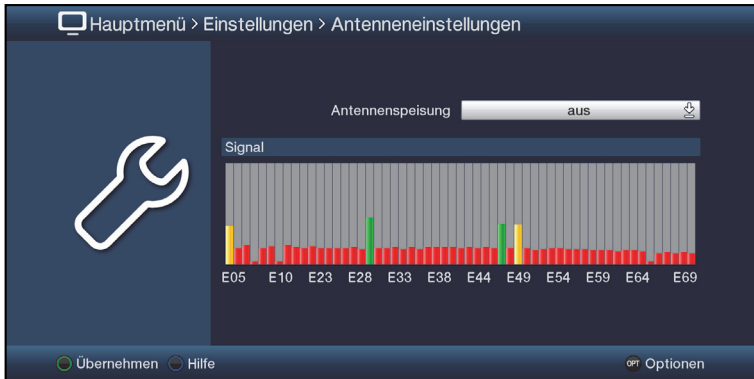 Hauptmenü > Einstellungen > Antenneneinstellungen
Antennenspeisung aus
Signal
E05 E10 E23 E28 E33 E38 E44 E49 E54 E59 E64 E69
Übernehmen Hilfe OPT Optionen